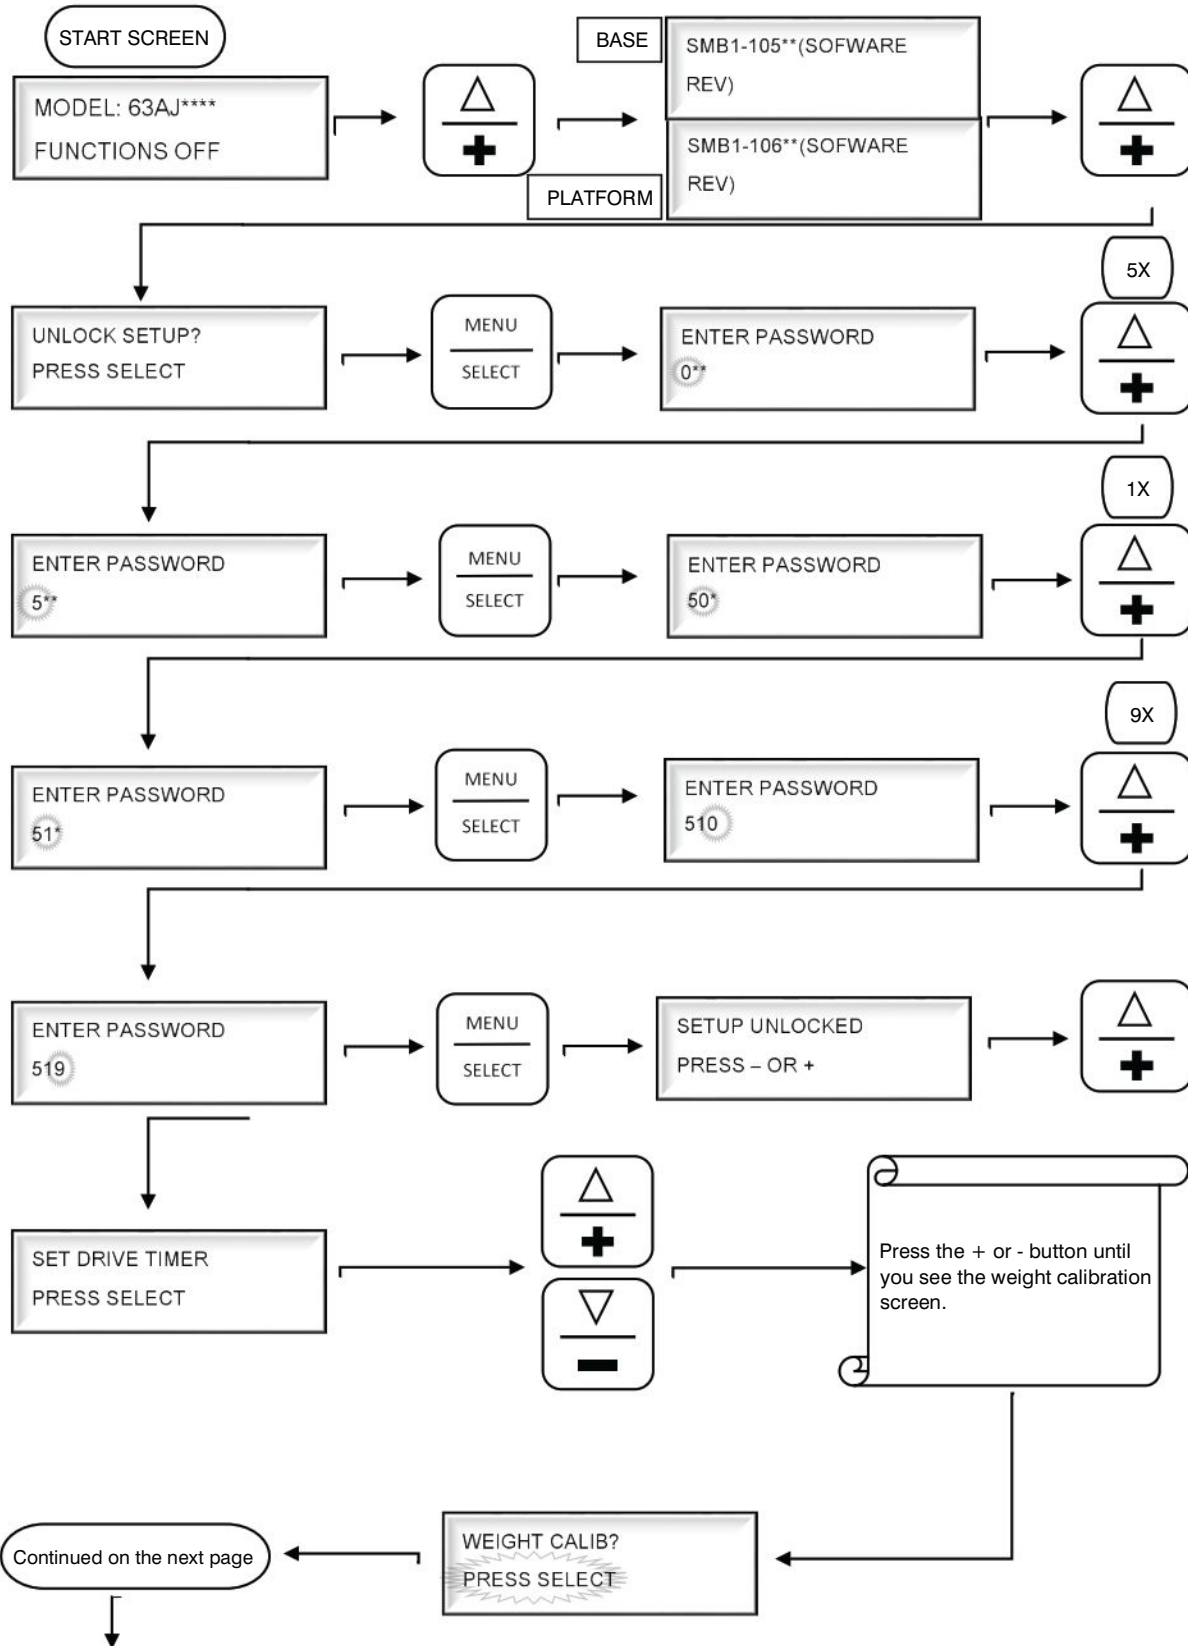 START SCREEN
MODEL: 63AJ****
FUNCTIONS OFF
BASE
SMB1-105**(SOFWARE
REV)
PLATFORM
SMB1-106**(SOFWARE
REV)
UNLOCK SETUP?
PRESS SELECT
MENU
SELECT
ENTER PASSWORD
0**
5X
ENTER PASSWORD
5**
MENU
SELECT
ENTER PASSWORD
50*
1X
ENTER PASSWORD
51*
MENU
SELECT
ENTER PASSWORD
510
9X
ENTER PASSWORD
519
MENU
SELECT
SETUP UNLOCKED
PRESS – OR +
SET DRIVE TIMER
PRESS SELECT
Press the + or - button until
you see the weight calibration
screen.
WEIGHT CALIB?
PRESS SELECT
Continued on the next page